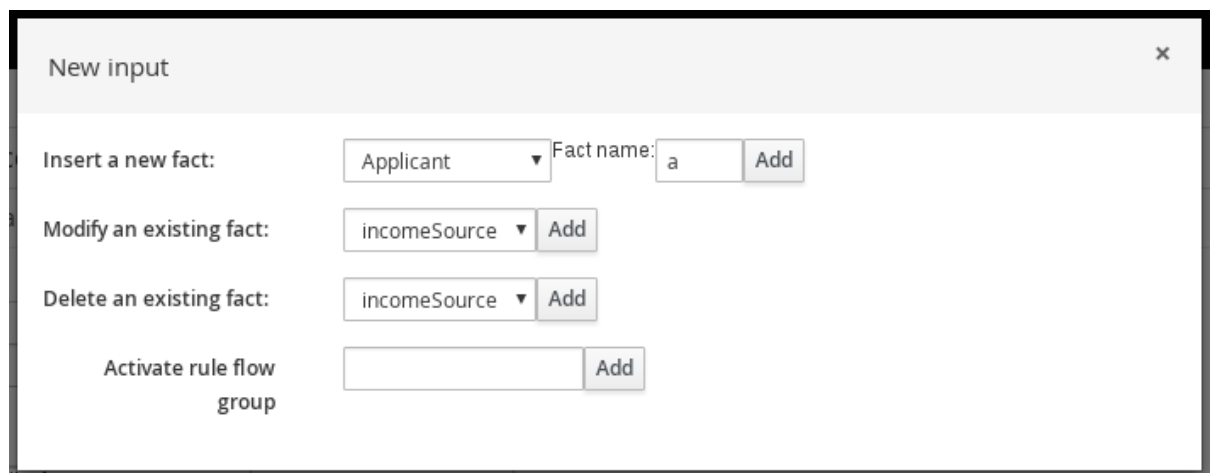 New input ×
Insert a new fact: Applicant ▼ Fact name: a Add
Modify an existing fact: incomeSource ▼ Add
Delete an existing fact: incomeSource ▼ Add
Activate rule flow Add
group